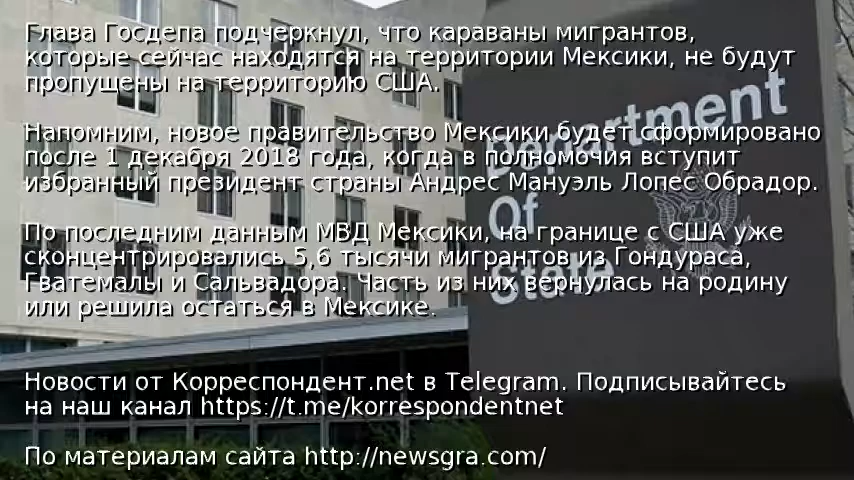 Глава Госдепа подчеркнул, что караваны мигрантов,
которые сейчас находятся на территории Мексики, не будут
пропущены на территорию США.
Напомним, новое правительство Мексики будет сформировано
после 1 декабря 2018 года, когда в полномочия вступит
избранный президент страны Андрес Мануэль Лопес Обрадор.
По последним данным МВД Мексики, на границе с США уже
сконцентрировались 5,6 тысячи мигрантов из Гондураса,
Гватемалы и Сальвадора. Часть из них вернулась на родину
или решила остаться в Мексике.
Новости от Корреспондент.net в Telegram. Подписывайтесь
на наш канал https://t.me/korrespondentnet
По материалам сайта http://newsgra.com/
Department
Of
State